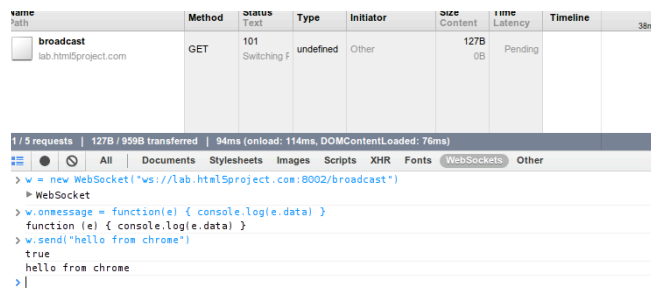 Name Method Status Type Initiator Size Time Timeline
Path Text Content Latency 38m
broadcast GET 101 undefined Other 127B Pending
lab.html5project.com Switching P 0B
1 / 5 requests | 127B / 959B transferred | 94ms (onload: 114ms, DOMContentLoaded: 76ms)
All Documents Stylesheets Images Scripts XHR Fonts WebSockets Other
> w = new WebSocket("ws://lab.html5project.com:8002/broadcast")
▶ WebSocket
> w.onmessage = function(e) { console.log(e.data) }
function (e) { console.log(e.data) }
> w.send("hello from chrome")
true
hello from chrome
>